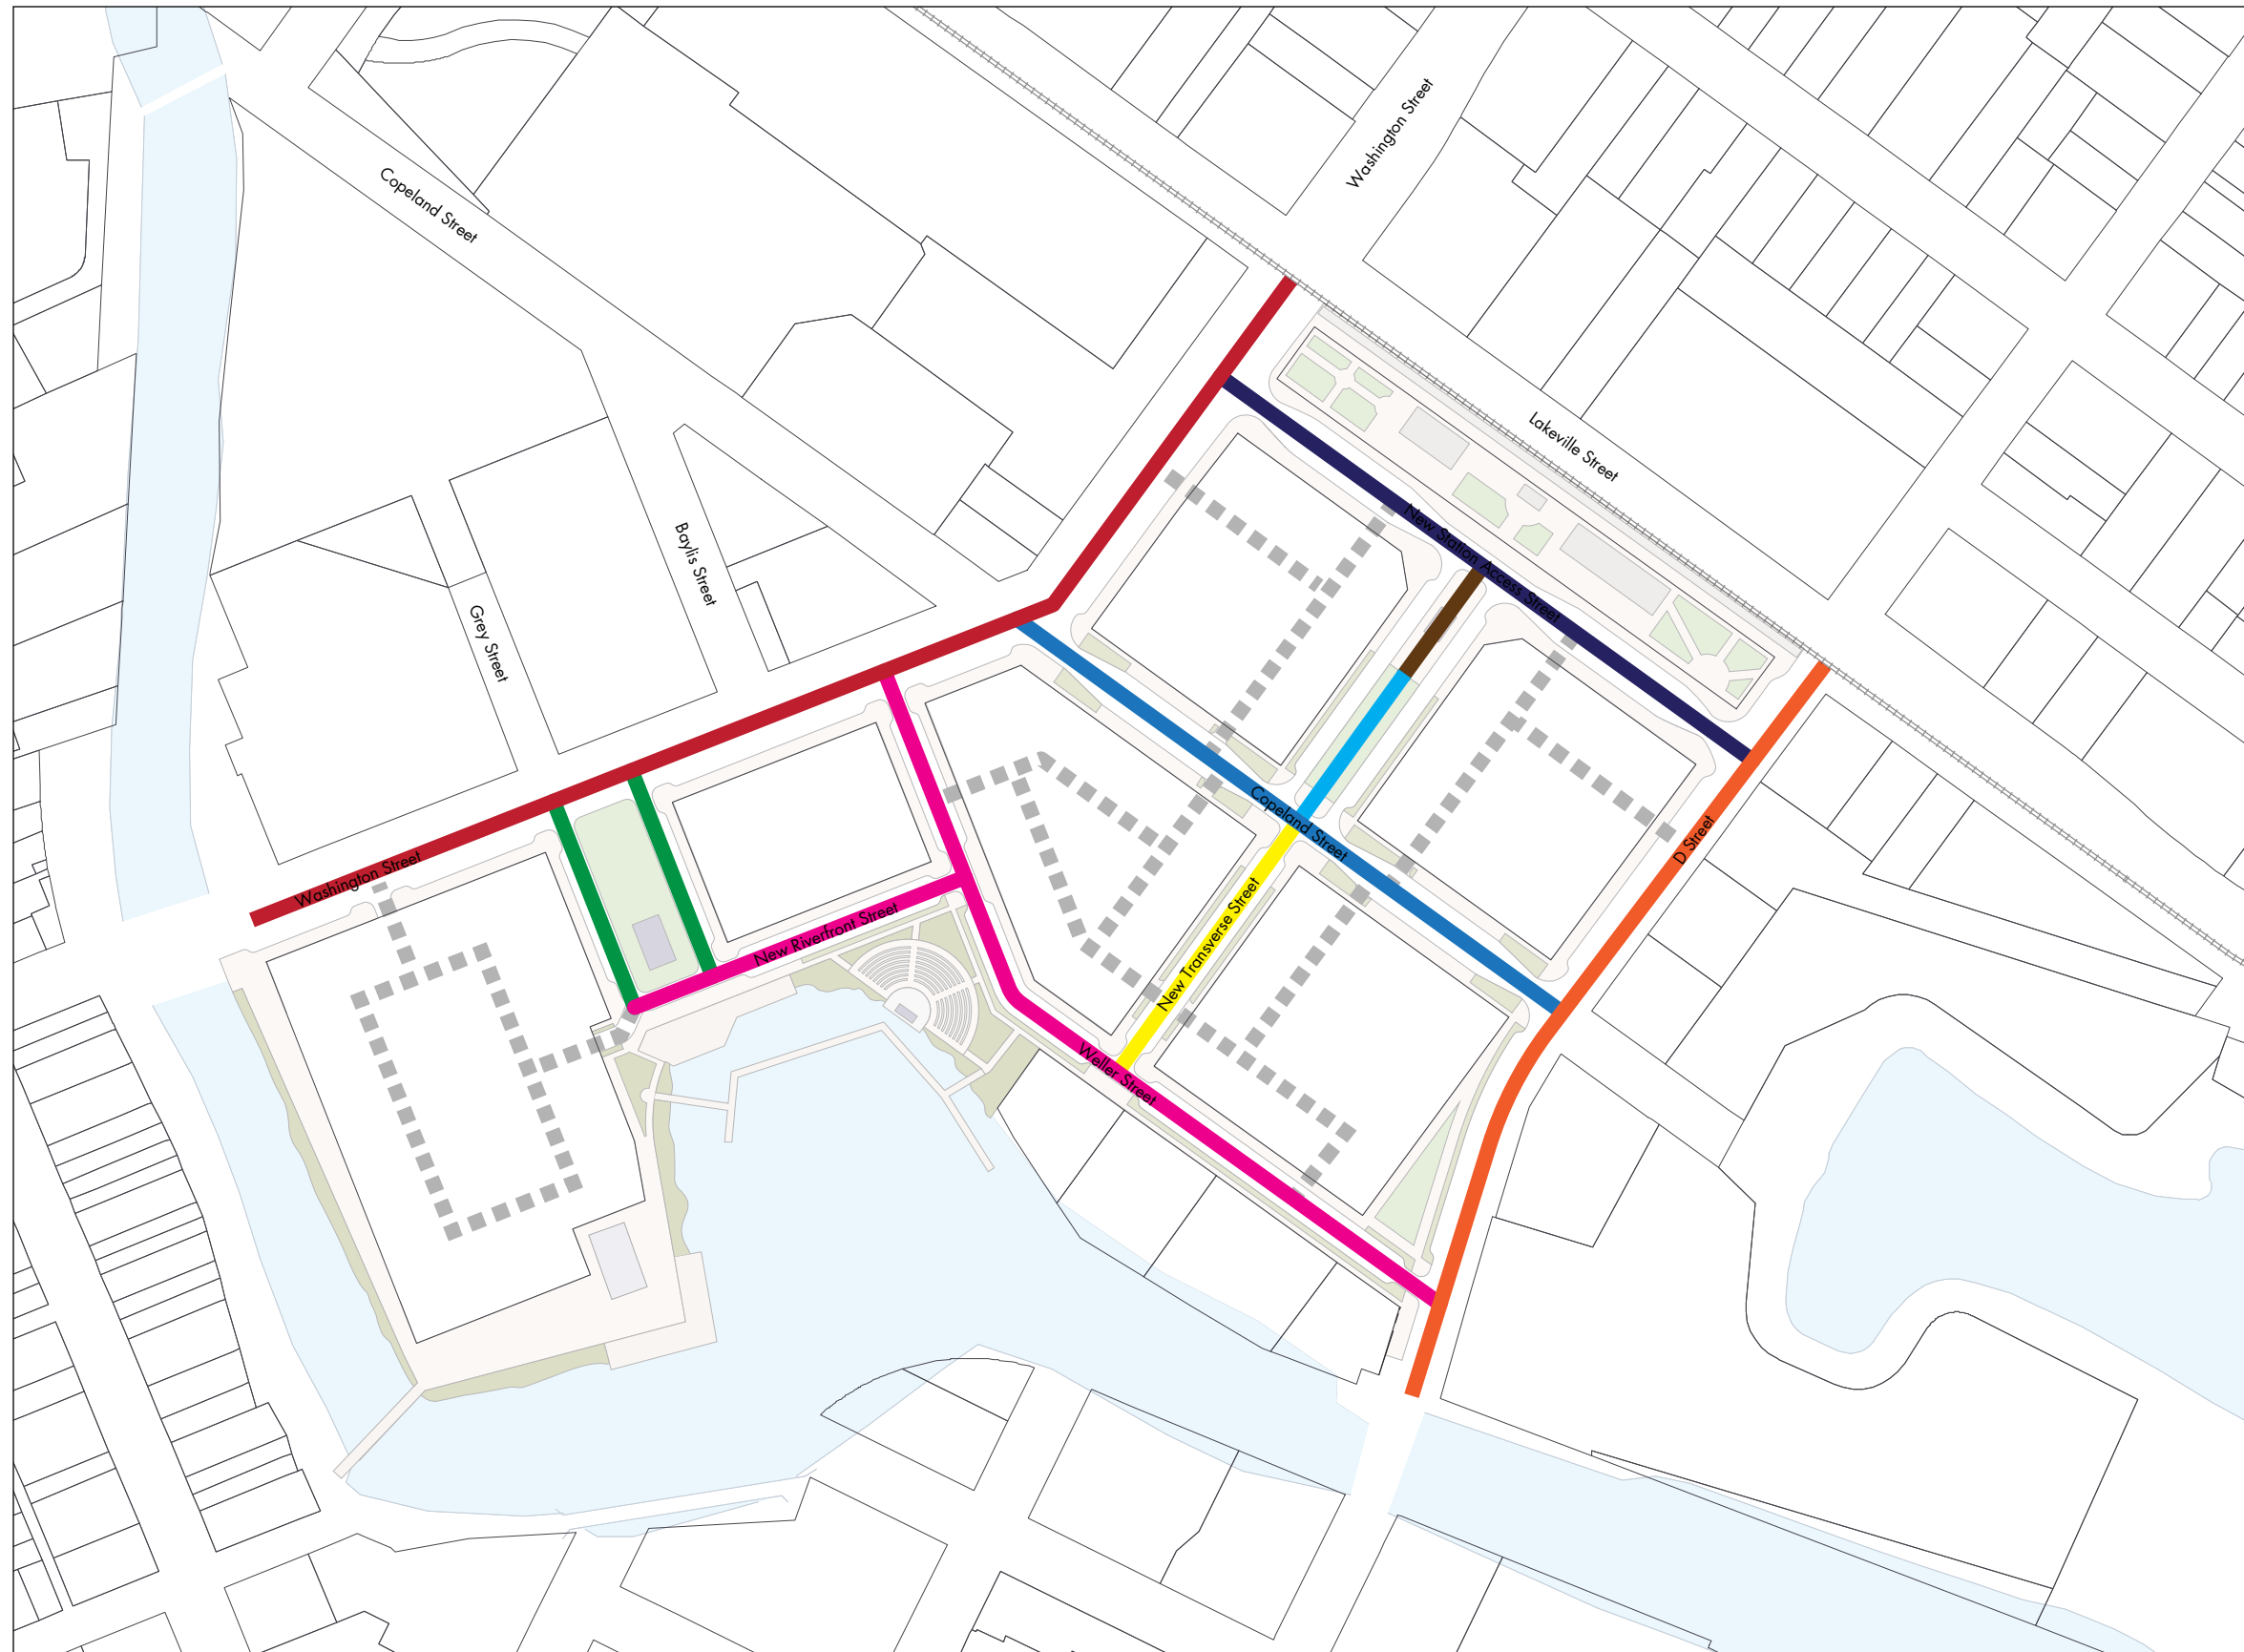 Washington Street
Copeland Street
Lakeville Street
New Station Access Street
Baylis Street
Grey Street
Copeland Street
D Street
Washington Street
New Riverfront Street
New Transverse Street
Weller Street